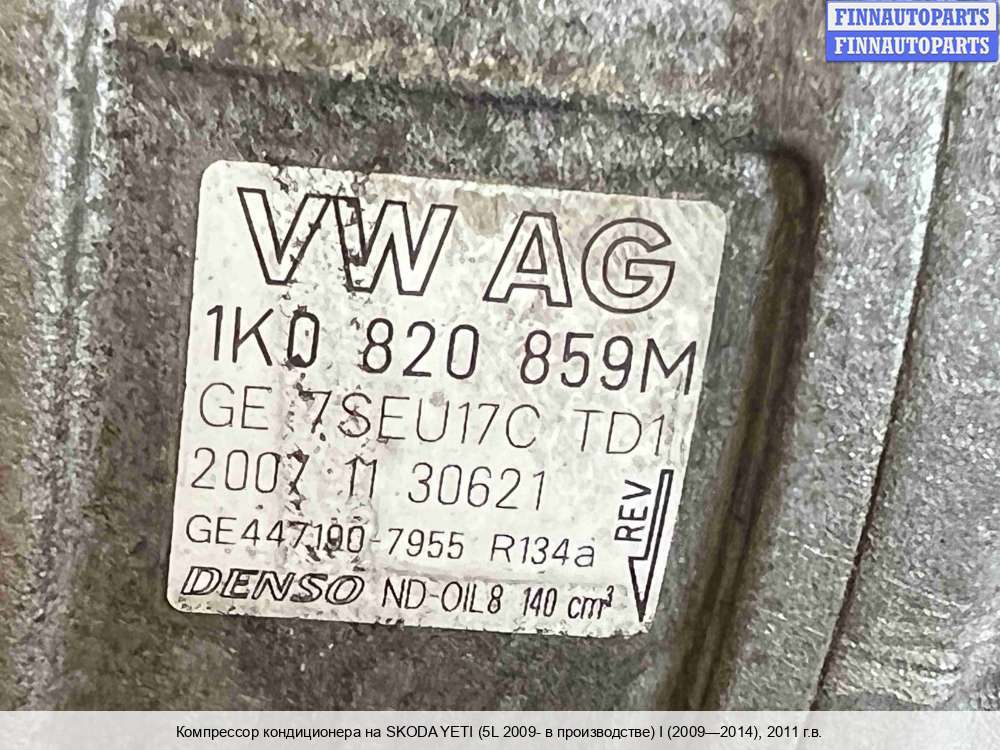 FINNAUTOPARTS
FINNAUTOPARTS
VW AG
1K0 820 859M
GE 7SEU17C TD1
2007 11 30621
REV
GE447190-7955 R134a
DENSO ND-OIL8 140 cm³
Компрессор кондиционера на SKODA YETI (5L 2009- в производстве) I (2009—2014), 2011 г.в.